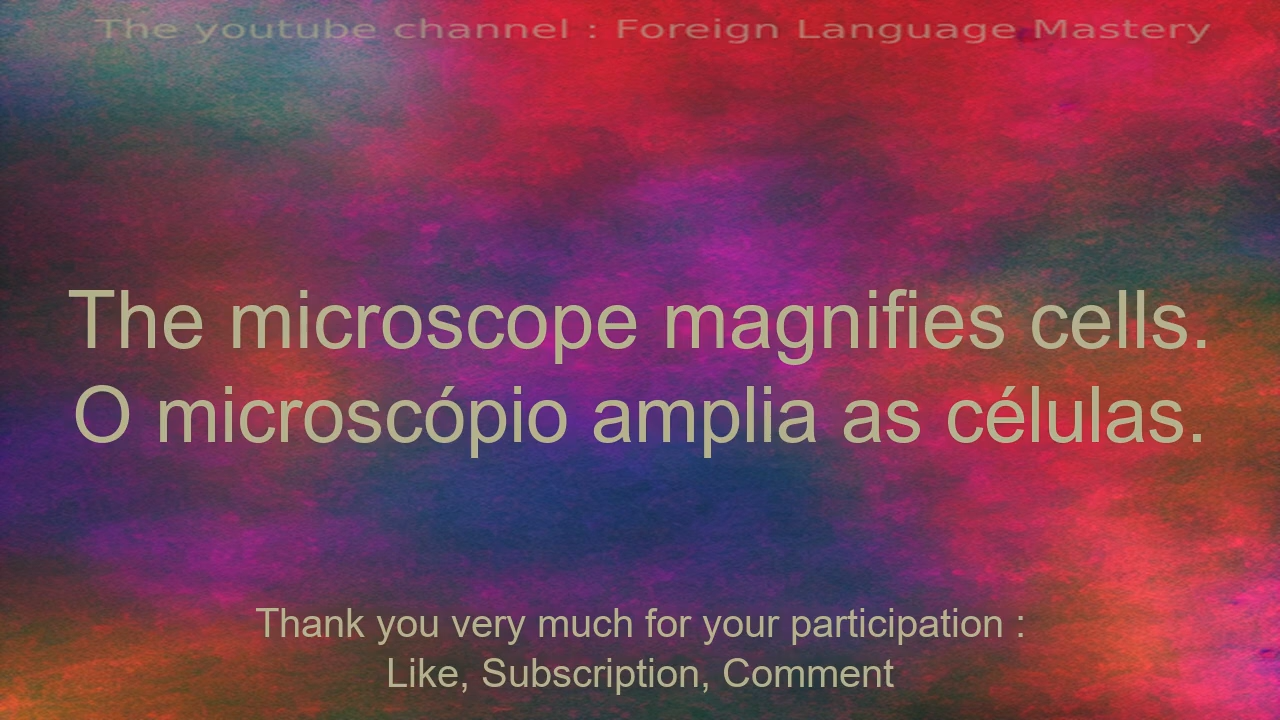 The youtube channel : Foreign Language Mastery
The microscope magnifies cells.
O microscópio amplia as células.
Thank you very much for your participation :
Like, Subscription, Comment